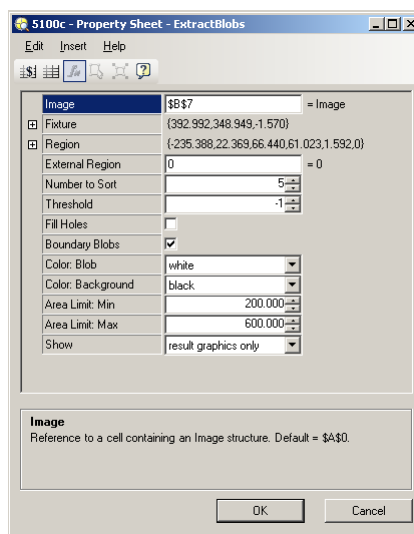 5100c - Property Sheet - ExtractBlobs
Edit Insert Help
Image $B$7 = Image
Fixture {392.992,348.949,-1.570}
Region {-235.388,22.369,66.440,61.023,1.592,0}
External Region 0 = 0
Number to Sort 5
Threshold -1
Fill Holes
Boundary Blobs
Color: Blob white
Color: Background black
Area Limit: Min 200.000
Area Limit: Max 600.000
Show result graphics only
Image
Reference to a cell containing an Image structure. Default = $A$0.
OK Cancel